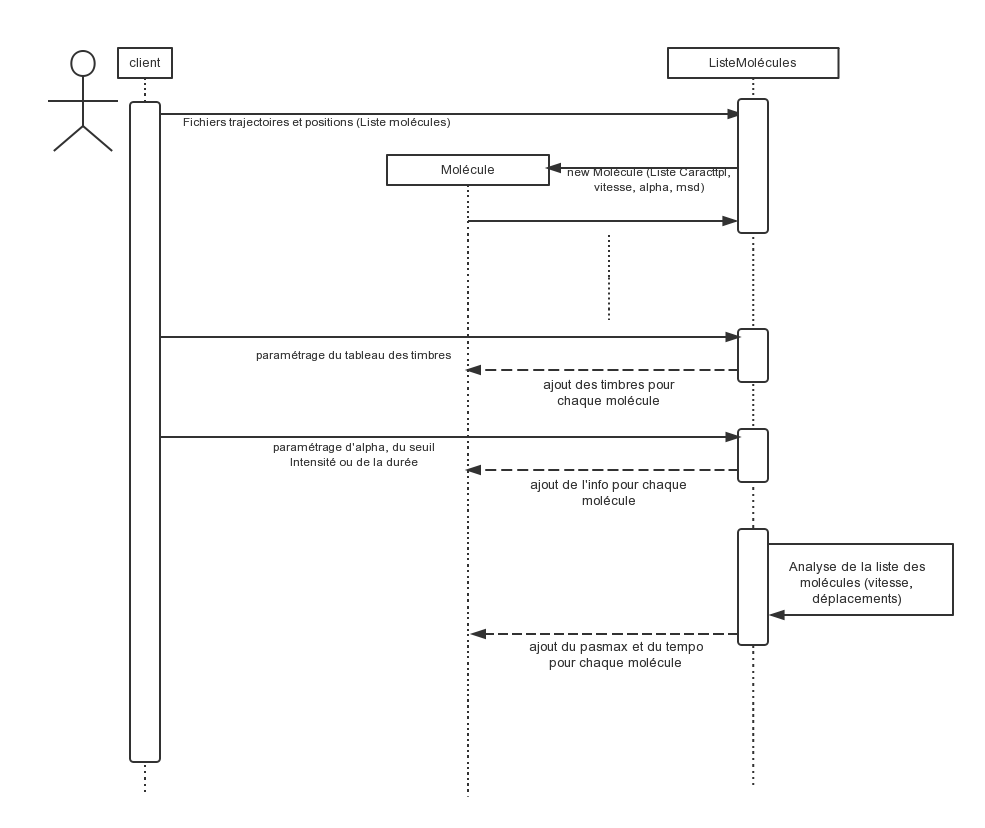 client
ListeMolécules
Fichiers trajectoires et positions (Liste molécules)
Molécule
new Molécule (Liste Caracttpl,
vitesse, alpha, msd)
paramétrage du tableau des timbres
ajout des timbres pour
chaque molécule
paramétrage d'alpha, du seuil
Intensité ou de la durée
ajout de l'info pour chaque
molécule
Analyse de la liste des
molécules (vitesse,
déplacements)
ajout du pasmax et du tempo
pour chaque molécule